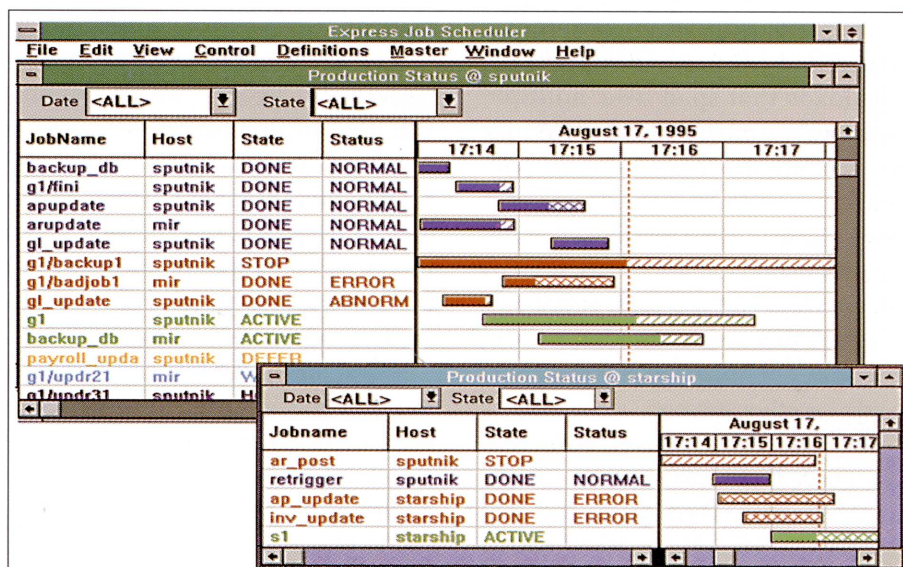 Express Job Scheduler
File Edit View Control Definitions Master Window Help
Production Status @ sputnik
Date <ALL> State <ALL>
August 17, 1995
JobName Host State Status 17:14 17:15 17:16 17:17
backup_db sputnik DONE NORMAL
g1/fini sputnik DONE NORMAL
apupdate sputnik DONE NORMAL
arupdate mir DONE NORMAL
gl_update sputnik DONE NORMAL
g1/backup1 sputnik STOP
g1/badjob1 mir DONE ERROR
gl_update sputnik DONE ABNORM
g1 sputnik ACTIVE
backup_db mir ACTIVE
payroll_upda sputnik DEFER
g1/updr21 mir W
g1/updr31 sputnik
Production Status @ starship
Date <ALL> State <ALL>
August 17,
Jobname Host State Status 17:14 17:15 17:16 17:17
ar_post sputnik STOP
retrigger sputnik DONE NORMAL
ap_update starship DONE ERROR
inv_update starship DONE ERROR
s1 starship ACTIVE